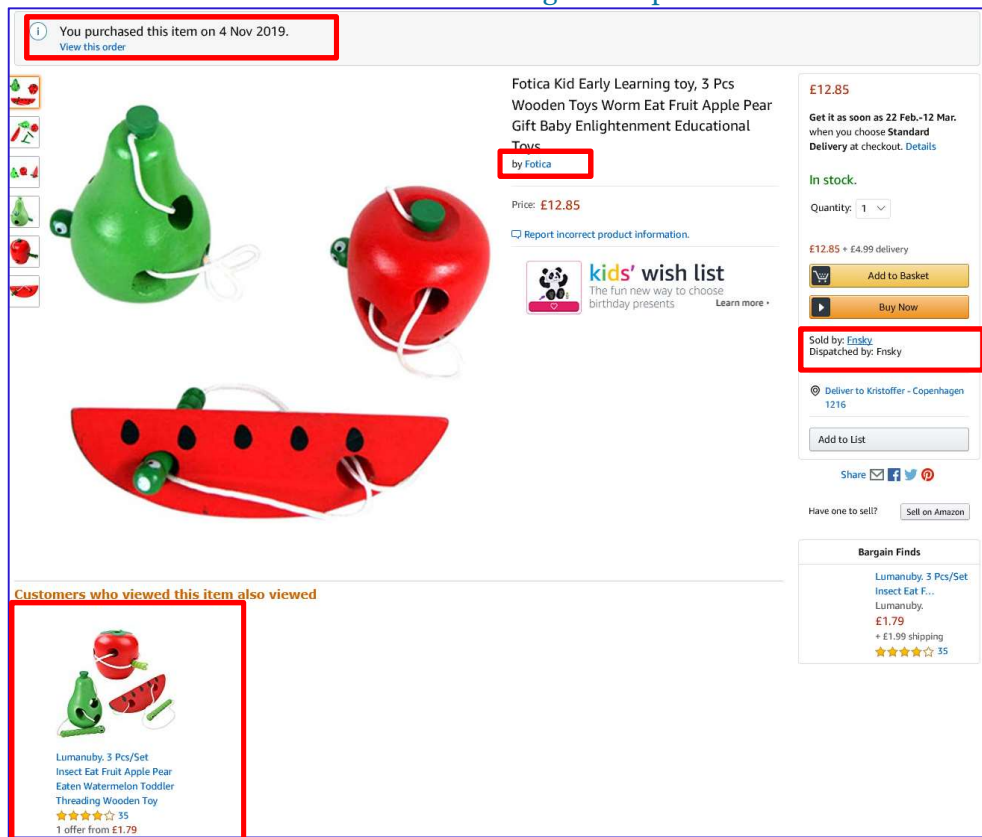 You purchased this item on 4 Nov 2019.
View this order
Fotica Kid Early Learning toy, 3 Pcs
Wooden Toys Worm Eat Fruit Apple Pear
Gift Baby Enlightenment Educational
Toys
by Fotica
Price: £12.85
Report incorrect product information.
kids' wish list
The fun new way to choose
birthday presents
Learn more
£12.85
Get it as soon as 22 Feb.-12 Mar.
when you choose Standard
Delivery at checkout. Details
In stock.
Quantity: 1
£12.85 + £4.99 delivery
Add to Basket
Buy Now
Sold by: Fnsky
Dispatched by: Fnsky
Deliver to Kristoffer - Copenhagen
1216
Add to List
Share
Have one to sell?
Sell on Amazon
Bargain Finds
Lumanuby. 3 Pcs/Set
Insect Eat F...
Lumanuby.
£1.79
+ £1.99 shipping
35
Customers who viewed this item also viewed
Lumanuby. 3 Pcs/Set
Insect Eat Fruit Apple Pear
Eaten Watermelon Toddler
Threading Wooden Toy
35
1 offer from £1.79